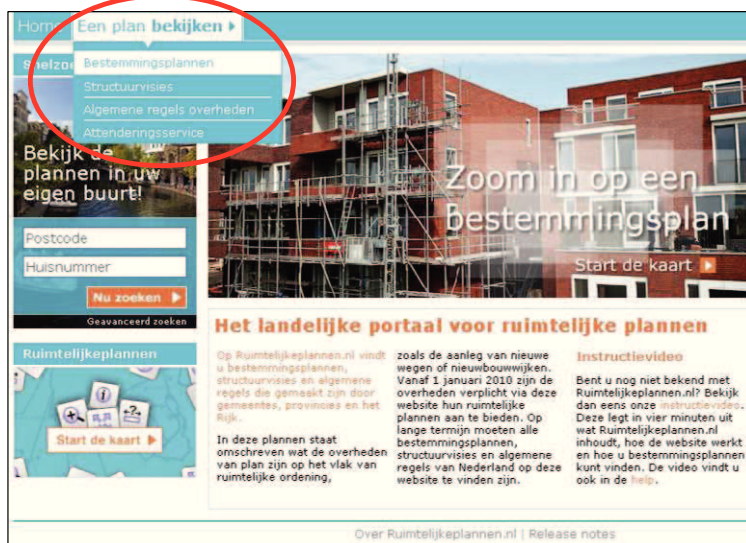 Home Een plan bekijken
Bestemmingsplannen
Structuurvisies
Algemene regels overheden
Attenderingsservice
Bekijk de
plannen in uw
eigen buurt!
Postcode
Huisnummer
Nu zoeken
Geavanceerd zoeken
Ruimtelijkeplannen
Start de kaart
Zoom in op een
bestemmingsplan
Start de kaart
Het landelijke portaal voor ruimtelijke plannen
Op Ruimtelijkeplannen.nl vindt
u bestemmingsplannen,
structuurvisies en algemene
regels die gemaakt zijn door
gemeentes, provincies en het
Rijk.
In deze plannen staat
omschreven wat de overheden
van plan zijn op het vlak van
ruimtelijke ordening,
zoals de aanleg van nieuwe
wegen of nieuwbouwwijken.
Vanaf 1 januari 2010 zijn de
overheden verplicht via deze
website hun ruimtelijke
plannen aan te bieden. Op
lange termijn moeten alle
bestemmingsplannen,
structuurvisies en algemene
regels van Nederland op deze
website te vinden zijn.
Instructievideo
Bent u nog niet bekend met
Ruimtelijkeplannen.nl? Bekijk
dan eens onze instructievideo.
Deze legt in vier minuten uit
wat Ruimtelijkeplannen.nl
inhoudt, hoe de website werkt
en hoe u bestemmingsplannen
kunt vinden. De video vindt u
ook in de help.
Over Ruimtelijkeplannen.nl | Release notes